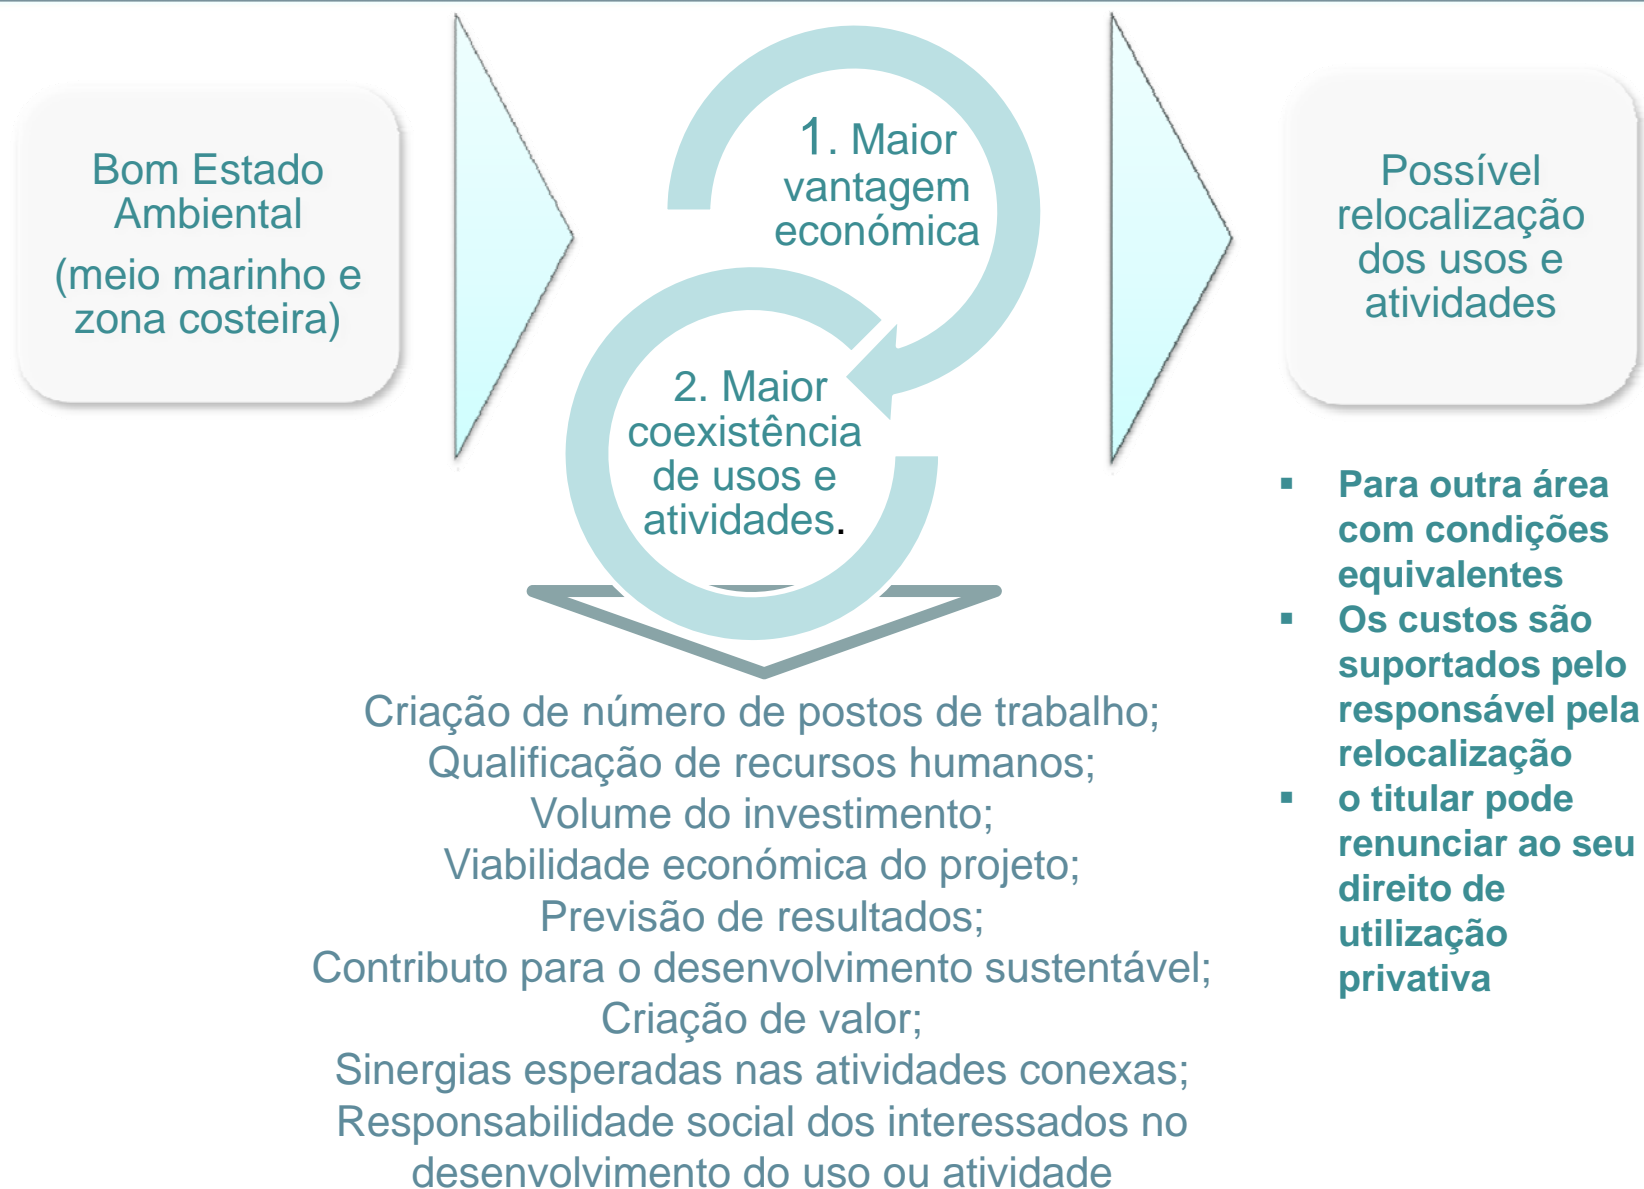 Bom Estado
Ambiental
(meio marinho e
zona costeira)
1. Maior
vantagem
económica
2. Maior
coexistência
de usos e
atividades.
Possível
relocalização
dos usos e
atividades
▪ Para outra área
com condições
equivalentes
▪ Os custos são
suportados pelo
responsável pela
relocalização
▪ o titular pode
renunciar ao seu
direito de
utilização
privativa
Criação de número de postos de trabalho;
Qualificação de recursos humanos;
Volume do investimento;
Viabilidade económica do projeto;
Previsão de resultados;
Contributo para o desenvolvimento sustentável;
Criação de valor;
Sinergias esperadas nas atividades conexas;
Responsabilidade social dos interessados no
desenvolvimento do uso ou atividade